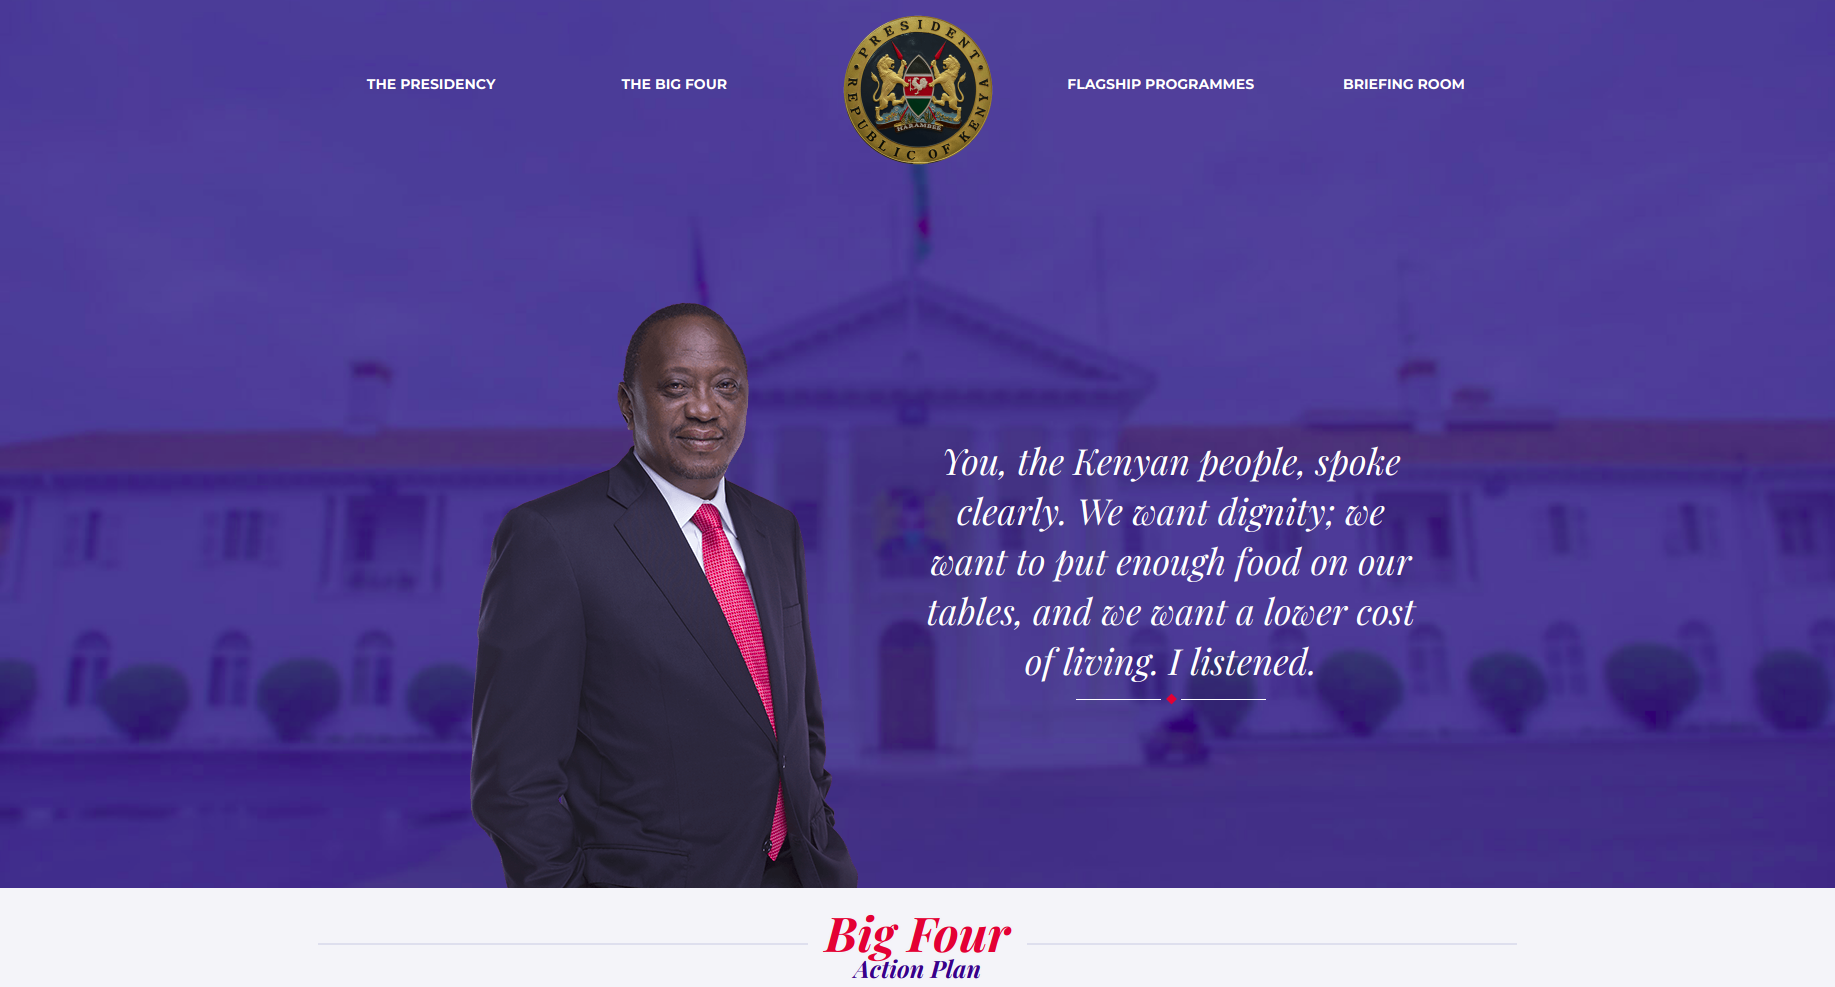 THE PRESIDENCY
THE BIG FOUR
PRESIDENT
REPUBLIC OF KENYA
HARAMBEE
FLAGSHIP PROGRAMMES
BRIEFING ROOM
You, the Kenyan people, spoke
clearly. We want dignity; we
want to put enough food on our
tables, and we want a lower cost
of living. I listened.
Big Four
Action Plan